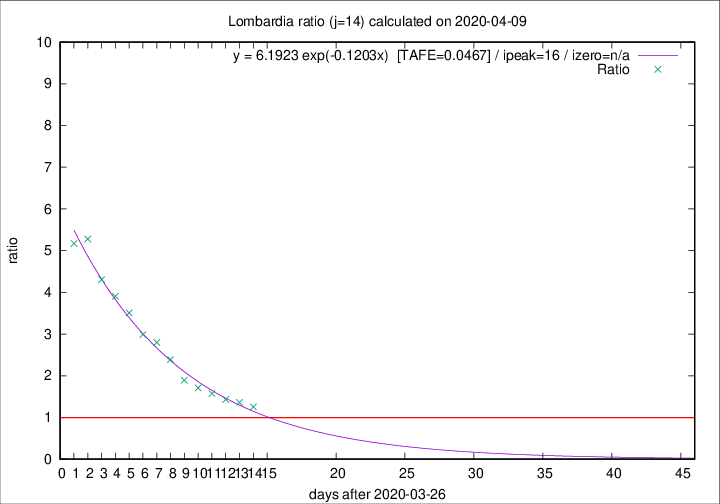 Lombardia ratio (j=14) calculated on 2020-04-09
y = 6.1923 exp(-0.1203x) [TAFE=0.0467] / ipeak=16 / izero=n/a
Ratio
10
9
8
7
6
5
4
3
2
1
0
ratio
0 1 2 3 4 5 6 7 8 9 10 11 12 13 14 15 20 25 30 35 40 45
days after 2020-03-26